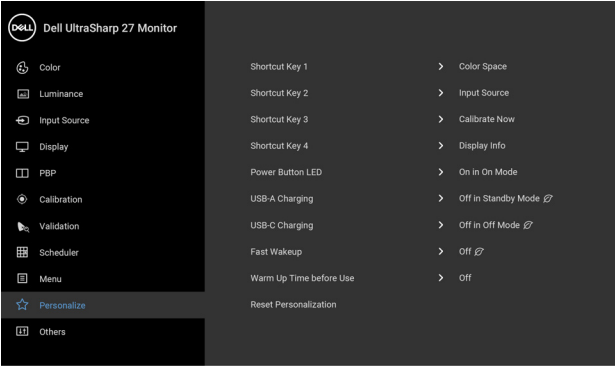 DELL Dell UltraSharp 27 Monitor
Color
Luminance
Input Source
Display
PBP
Calibration
Validation
Scheduler
Menu
Personalize
Others
Shortcut Key 1 > Color Space
Shortcut Key 2 > Input Source
Shortcut Key 3 > Calibrate Now
Shortcut Key 4 > Display Info
Power Button LED > On in On Mode
USB-A Charging > Off in Standby Mode
USB-C Charging > Off in Off Mode
Fast Wakeup > Off
Warm Up Time before Use > Off
Reset Personalization